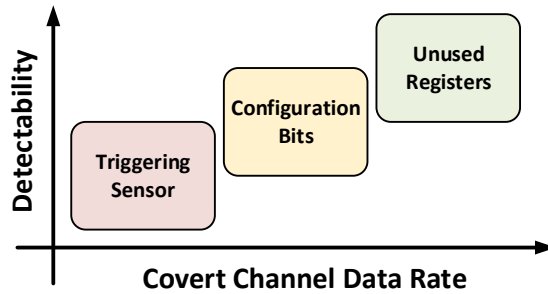 Detectability
Unused
Registers
Configuration
Bits
Triggering
Sensor
Covert Channel Data Rate